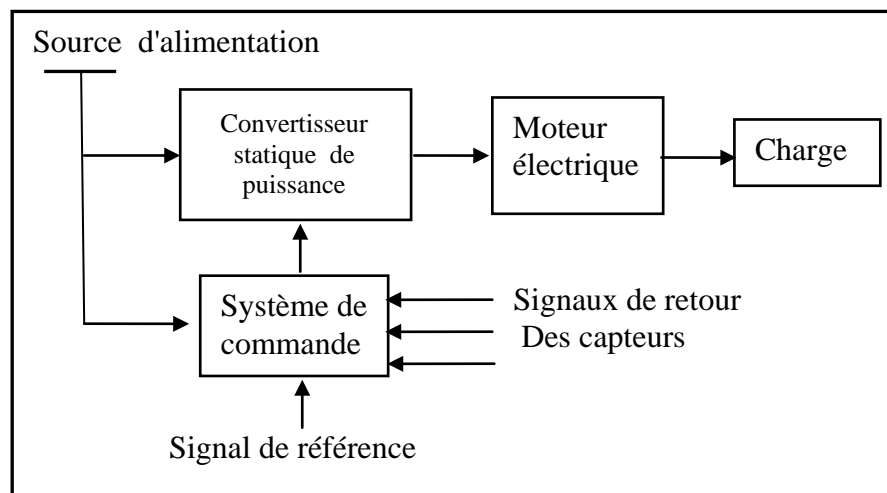 Source d'alimentation
Convertisseur
statique de
puissance
Moteur
électrique
Charge
Système de
commande
Signaux de retour
Des capteurs
Signal de référence